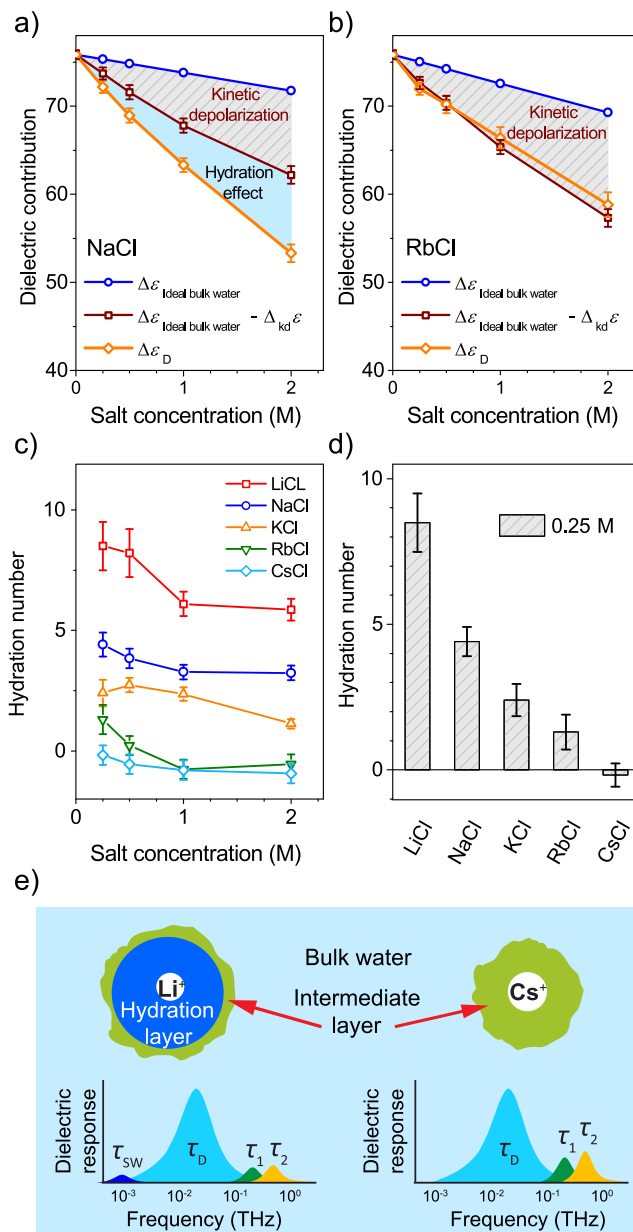 a)
Dielectric contribution
70
60
50
40
Kinetic
depolarization
Hydration
effect
NaCl
Δε Ideal bulk water
Δε Ideal bulk water - Δkd ε
Δε D
0 1 2
Salt concentration (M)
b)
Dielectric contribution
70
60
50
40
Kinetic
depolarization
RbCl
Δε Ideal bulk water
Δε Ideal bulk water - Δkd ε
Δε D
0 1 2
Salt concentration (M)
c)
Hydration number
10
5
0
LiCL
NaCl
KCl
RbCl
CsCl
0 1 2
Salt concentration (M)
d)
Hydration number
10
5
0
0.25 M
LiCl
NaCl
KCl
RbCl
CsCl
e)
Li+
Hydration
layer
Bulk water
Intermediate
layer
Cs+
Dielectric
response
τSW
τD
τ1
τ2
10⁻³ 10⁻² 10⁻¹ 10⁰
Frequency (THz)
Dielectric
response
τD
τ1
τ2
10⁻³ 10⁻² 10⁻¹ 10⁰
Frequency (THz)